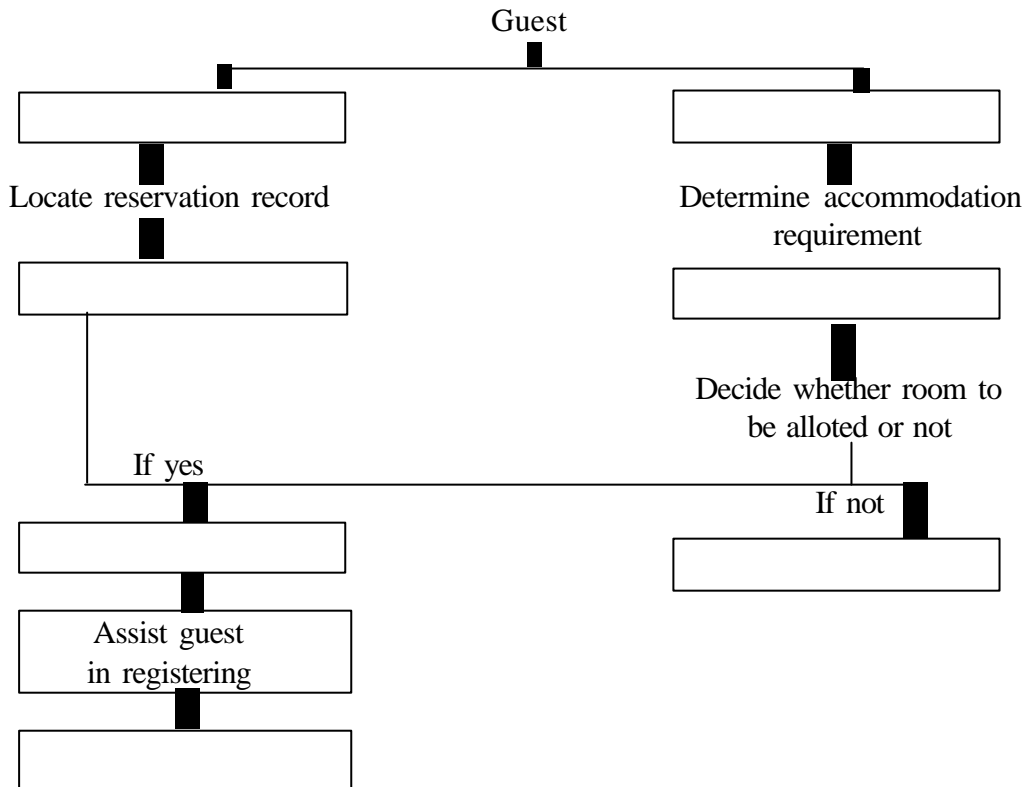 Guest
Locate reservation record
Determine accommodation
requirement
Decide whether room to
be alloted or not
If yes
If not
Assist guest
in registering